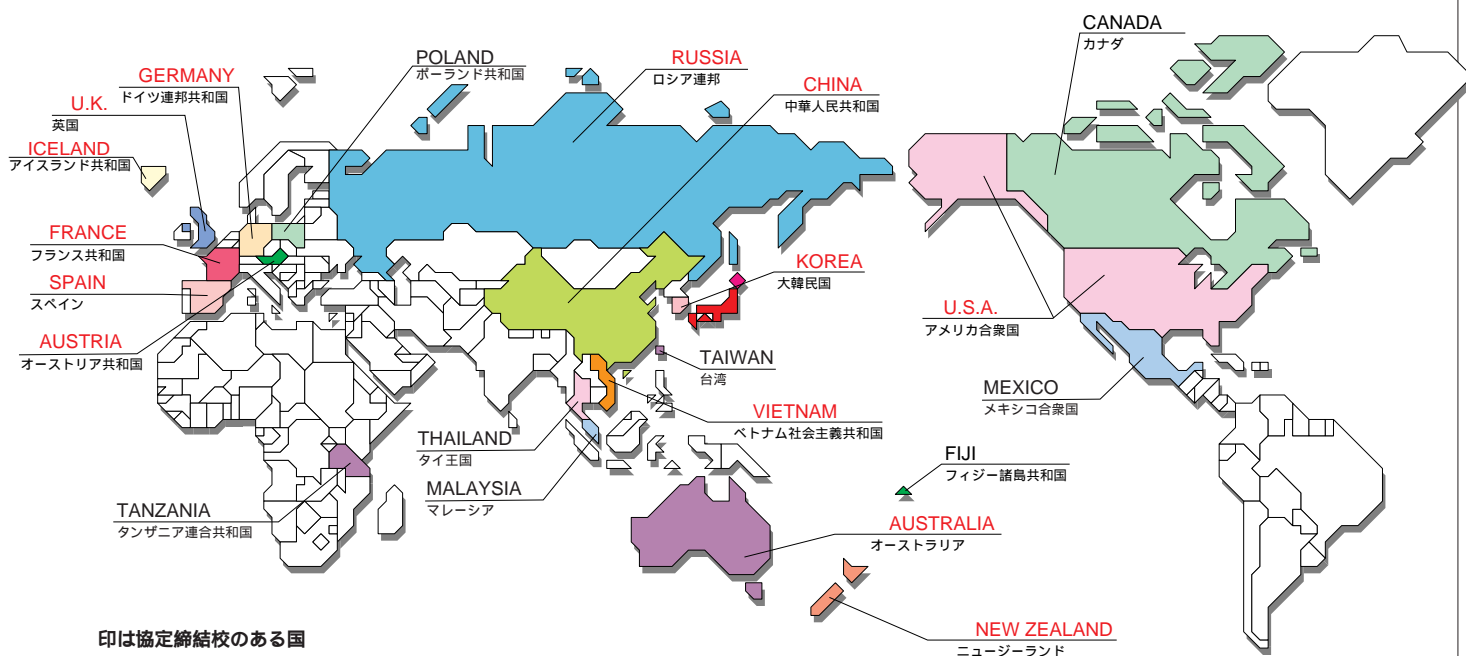 CANADA
カナダ
POLAND
ポーランド共和国
RUSSIA
ロシア連邦
GERMANY
ドイツ連邦共和国
CHINA
中華人民共和国
U.K.
英国
ICELAND
アイスランド共和国
FRANCE
フランス共和国
KOREA
大韓民国
SPAIN
スペイン
U.S.A.
アメリカ合衆国
AUSTRIA
オーストリア共和国
TAIWAN
台湾
MEXICO
メキシコ合衆国
VIETNAM
ベトナム社会主義共和国
THAILAND
タイ王国
FIJI
フィジー諸島共和国
MALAYSIA
マレーシア
TANZANIA
タンザニア連合共和国
AUSTRALIA
オーストラリア
NEW ZEALAND
ニュージーランド
印は協定締結校のある国